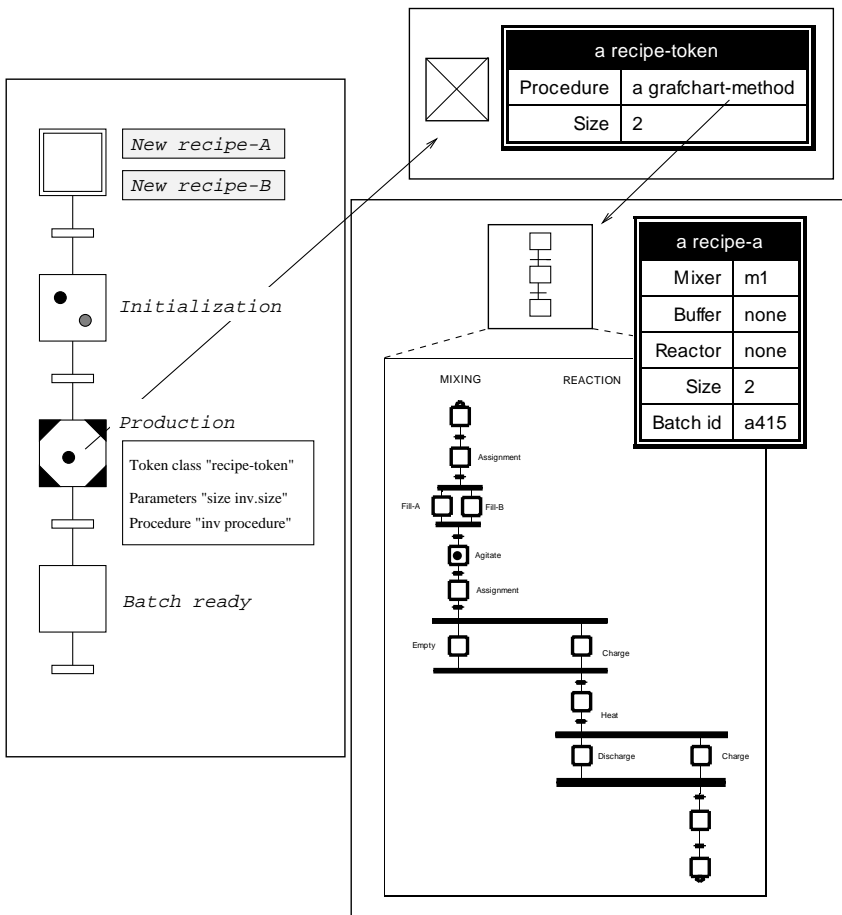 a recipe-token
Procedure a grafchart-method
Size 2
New recipe-A
New recipe-B
Initialization
Production
Token class "recipe-token"
Parameters "size inv.size"
Procedure "inv procedure"
Batch ready
a recipe-a
Mixer m1
Buffer none
Reactor none
Size 2
Batch id a415
MIXING REACTION
Assignment
Fill-A Fill-B
Agitate
Assignment
Empty Charge
Heat
Discharge Charge